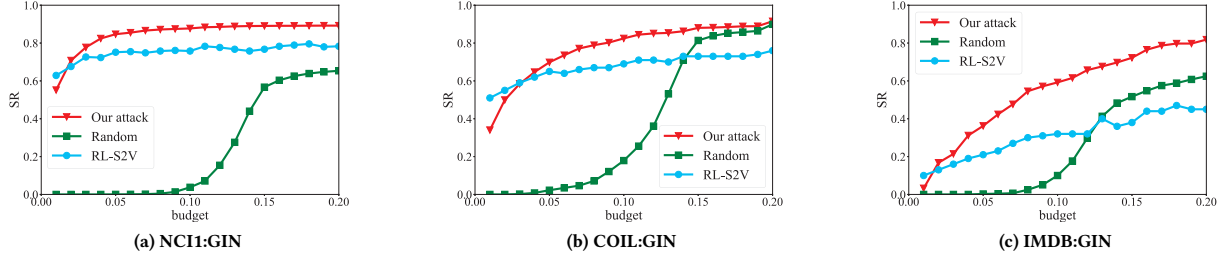 1.0
0.8
0.6
0.4
0.2
0.0
SR
0.00 0.05 0.10 0.15 0.20
budget
Our attack
Random
RL-S2V
(a) NCI1:GIN
1.0
0.8
0.6
0.4
0.2
0.0
SR
0.00 0.05 0.10 0.15 0.20
budget
Our attack
Random
RL-S2V
(b) COIL:GIN
1.0
0.8
0.6
0.4
0.2
0.0
SR
0.00 0.05 0.10 0.15 0.20
budget
Our attack
Random
RL-S2V
(c) IMDB:GIN